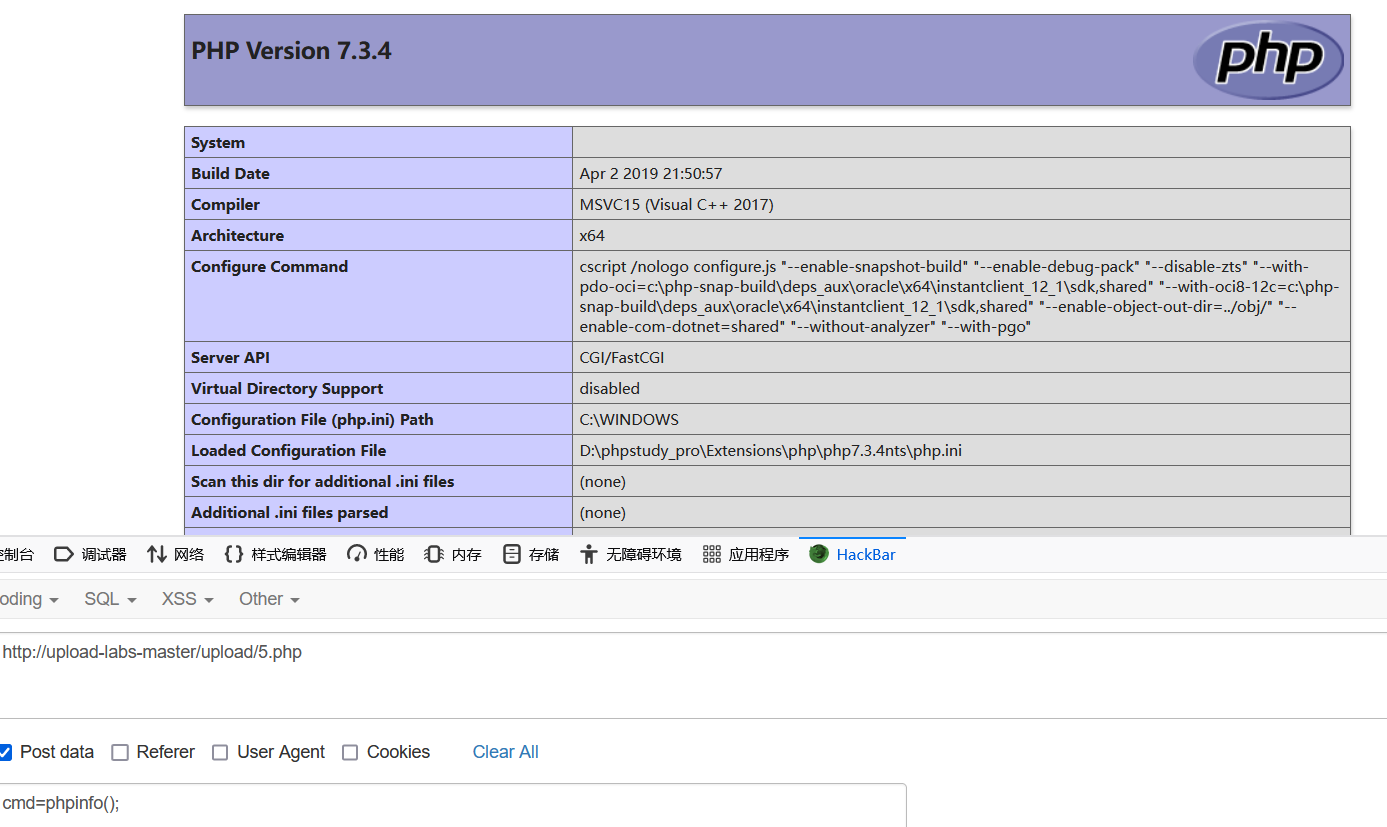 PHP Version 7.3.4
php
System
Build Date Apr 2 2019 21:50:57
Compiler MSVC15 (Visual C++ 2017)
Architecture x64
Configure Command cscript /nologo configure.js "--enable-snapshot-build" "--enable-debug-pack" "--disable-zts" "--with-
pdo-oci=c:\php-snap-build\deps_aux\oracle\x64\instantclient_12_1\sdk,shared" "--with-oci8-12c=c:\php-
snap-build\deps_aux\oracle\x64\instantclient_12_1\sdk,shared" "--enable-object-out-dir=../obj/" "--
enable-com-dotnet=shared" "--without-analyzer" "--with-pgo"
Server API CGI/FastCGI
Virtual Directory Support disabled
Configuration File (php.ini) Path C:\WINDOWS
Loaded Configuration File D:\phpstudy_pro\Extensions\php\php7.3.4nts\php.ini
Scan this dir for additional .ini files (none)
Additional .ini files parsed (none)
控制台 调试器 网络 样式编辑器 性能 内存 存储 无障碍环境 应用程序 HackBar
oding SQL XSS Other
http://upload-labs-master/upload/5.php
Post data Referer User Agent Cookies Clear All
cmd=phpinfo();